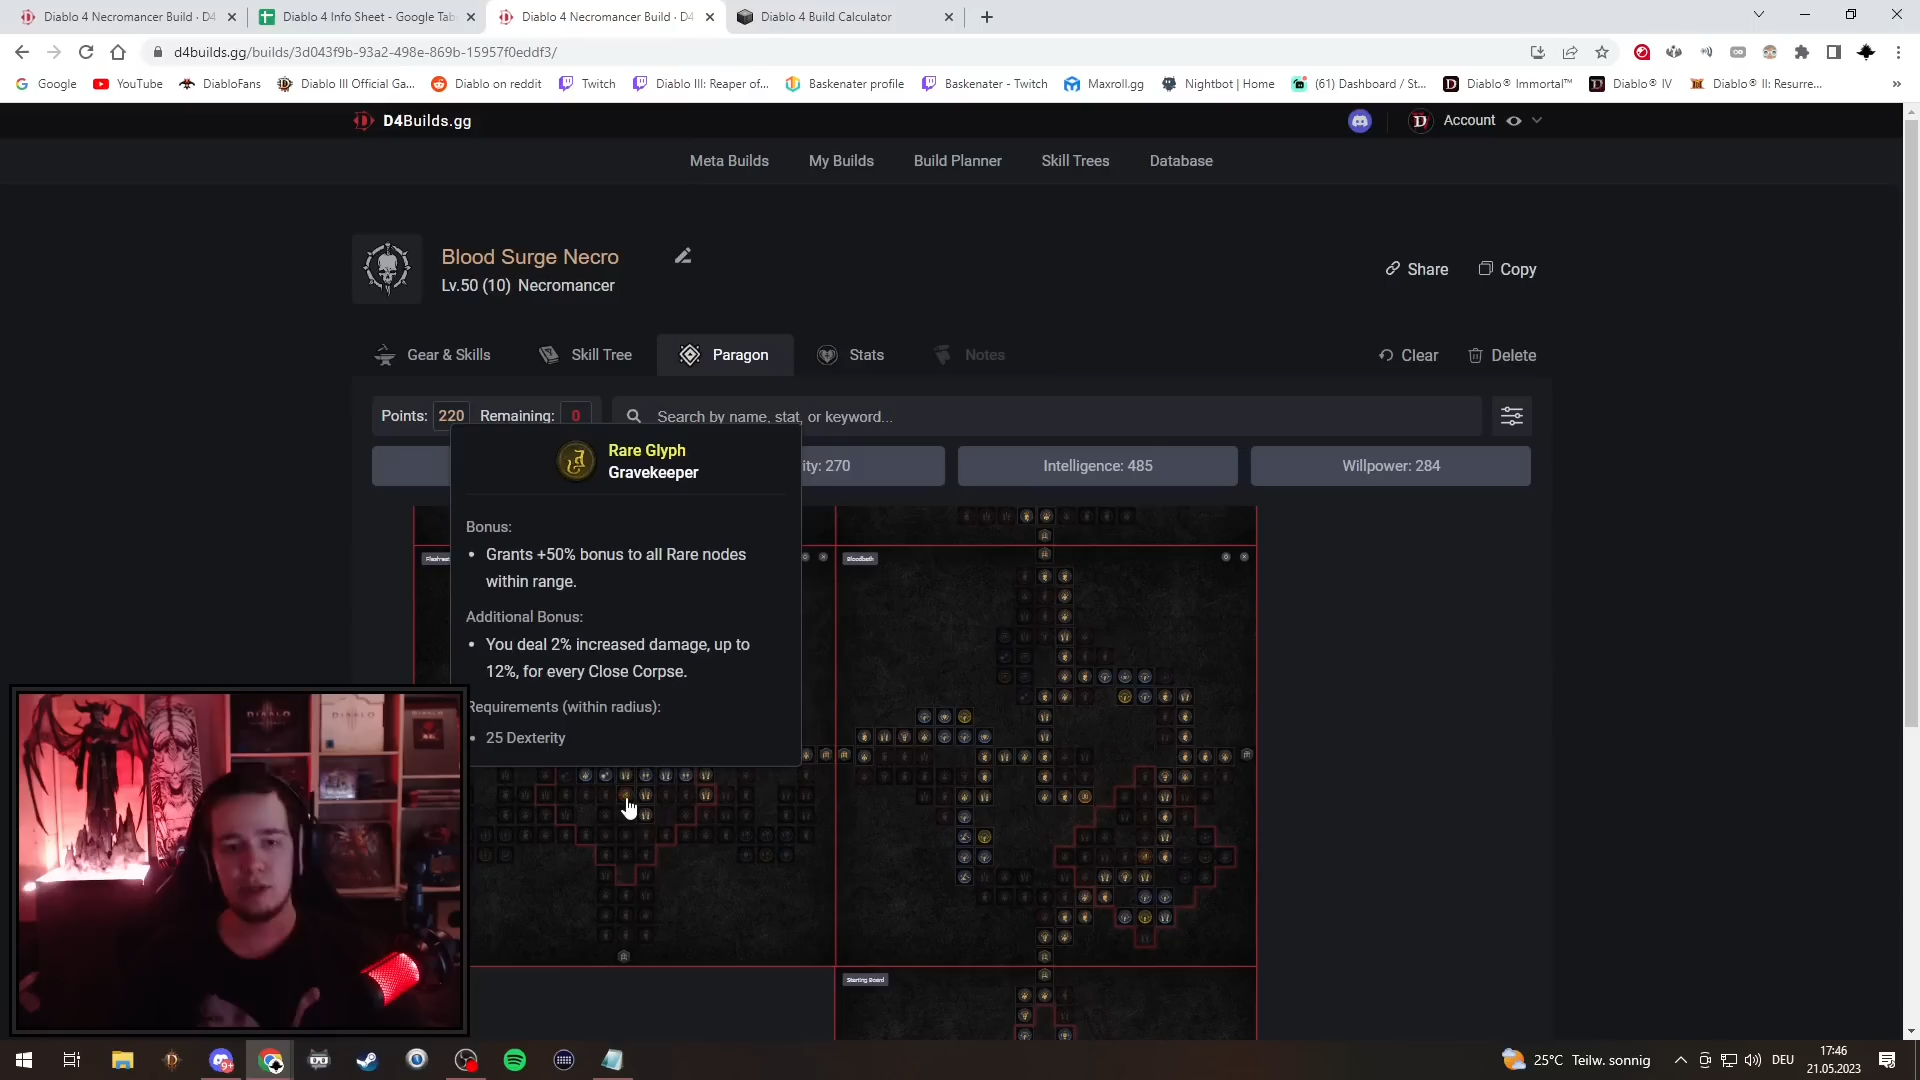 Diablo 4 Necromancer Build · D4
Diablo 4 Info Sheet - Google Tab
Diablo 4 Necromancer Build · D4
Diablo 4 Build Calculator
d4builds.gg/builds/3d043f9b-93a2-498e-869b-15957f0eddf3/
Google
YouTube
DiabloFans
Diablo III Official Ga...
Diablo on reddit
Twitch
Diablo III: Reaper of...
Baskenater profile
Baskenater - Twitch
Maxroll.gg
Nightbot | Home
(61) Dashboard / St...
Diablo® Immortal™
Diablo® IV
Diablo® II: Resurre...
D4Builds.gg
Account
Meta Builds
My Builds
Build Planner
Skill Trees
Database
Blood Surge Necro
Lv.50 (10) Necromancer
Share
Copy
Gear & Skills
Skill Tree
Paragon
Stats
Notes
Clear
Delete
Points: 220 Remaining: 0
Search by name, stat, or keyword...
ity: 270
Intelligence: 485
Willpower: 284
Rare Glyph
Gravekeeper
Bonus:
• Grants +50% bonus to all Rare nodes
within range.
Additional Bonus:
• You deal 2% increased damage, up to
12%, for every Close Corpse.
Requirements (within radius):
• 25 Dexterity
Bloodbath
Starting Board
DIABLO
9+
25°C Teilw. sonnig
DEU
17:46
21.05.2023